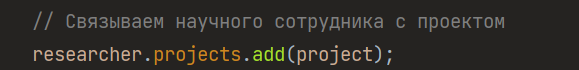 // Связываем научного сотрудника с проектом
researcher.projects.add(project);